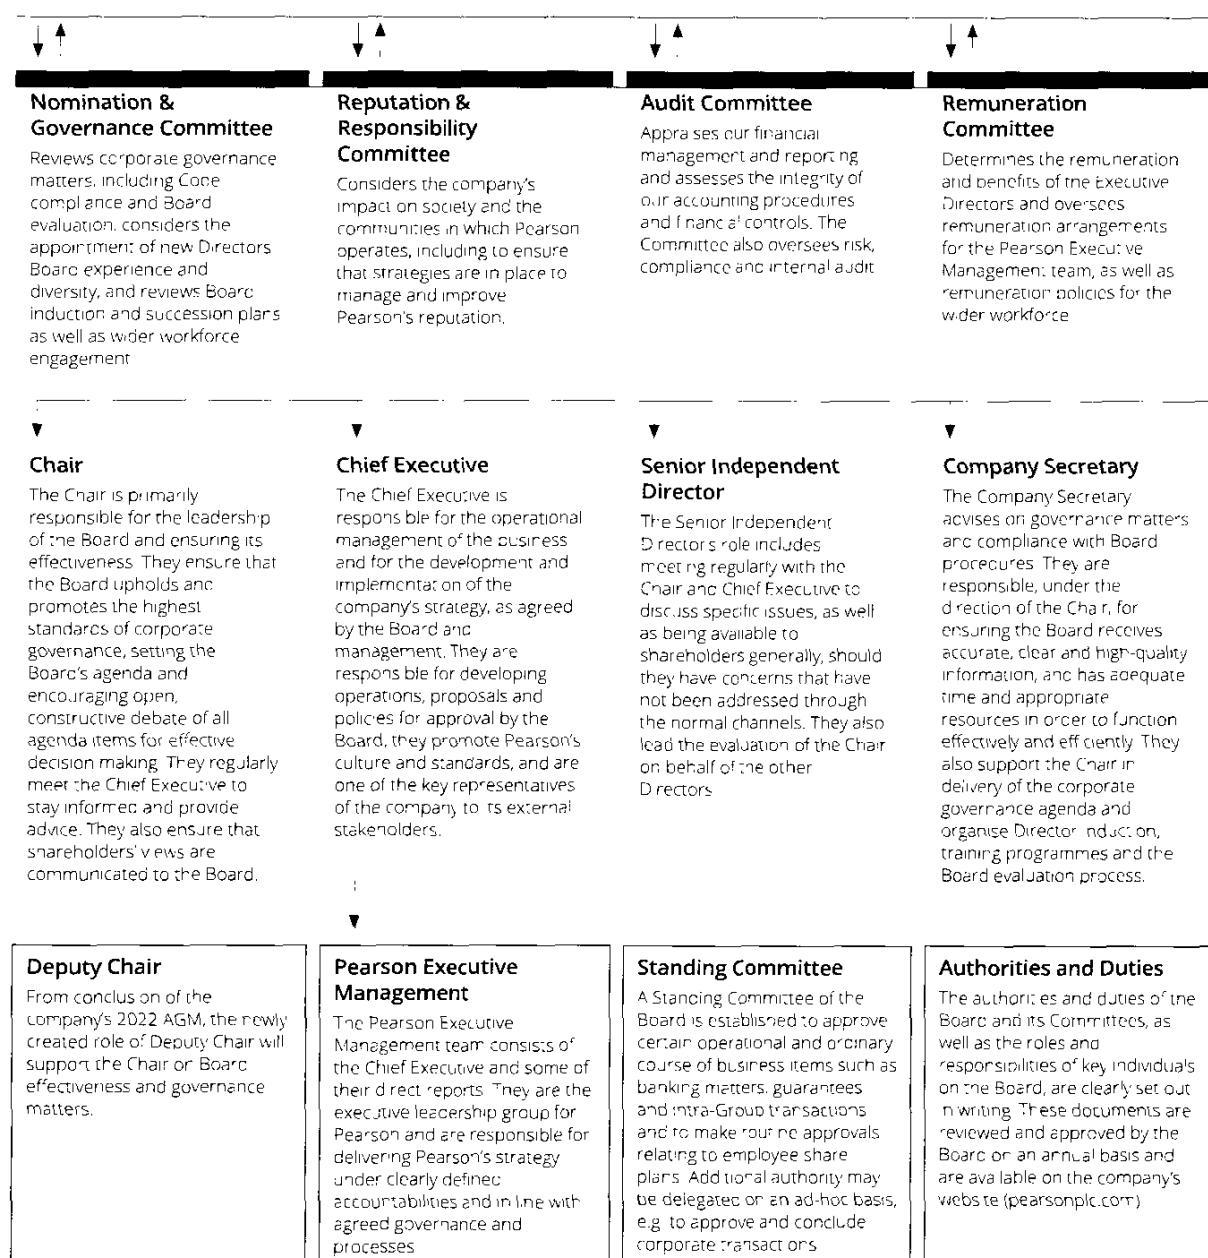 Nomination &
Governance Committee
Reviews corporate governance
matters, including Code
compliance and Board
evaluation, considers the
appointment of new Directors
Board experience and
diversity, and reviews Board
induction and succession plans
as well as wider workforce
engagement
Reputation &
Responsibility
Committee
Considers the company's
impact on society and the
communities in which Pearson
operates, including to ensure
that strategies are in place to
manage and improve
Pearson's reputation.
Audit Committee
Appraises our financial
management and reporting
and assesses the integrity of
our accounting procedures
and financial controls. The
Committee also oversees risk,
compliance and internal audit
Remuneration
Committee
Determines the remuneration
and benefits of the Executive
Directors and oversees
remuneration arrangements
for the Pearson Executive
Management team, as well as
remuneration policies for the
wider workforce
Chair
The Chair is primarily
responsible for the leadership
of the Board and ensuring its
effectiveness. They ensure that
the Board upholds and
promotes the highest
standards of corporate
governance, setting the
Board's agenda and
encouraging open,
constructive debate of all
agenda items for effective
decision making. They regularly
meet the Chief Executive to
stay informed and provide
advice. They also ensure that
shareholders' views are
communicated to the Board.
Chief Executive
The Chief Executive is
responsible for the operational
management of the business
and for the development and
implementation of the
company's strategy, as agreed
by the Board and
management. They are
responsible for developing
operations, proposals and
policies for approval by the
Board, they promote Pearson's
culture and standards, and are
one of the key representatives
of the company to its external
stakeholders.
Senior Independent
Director
The Senior Independent
Director's role includes
meeting regularly with the
Chair and Chief Executive to
discuss specific issues, as well
as being available to
shareholders generally, should
they have concerns that have
not been addressed through
the normal channels. They also
lead the evaluation of the Chair
on behalf of the other
Directors
Company Secretary
The Company Secretary
advises on governance matters
and compliance with Board
procedures. They are
responsible, under the
direction of the Chair, for
ensuring the Board receives
accurate, clear and high-quality
information, and has adequate
time and appropriate
resources in order to function
effectively and efficiently. They
also support the Chair in
delivery of the corporate
governance agenda and
organise Director induction,
training programmes and the
Board evaluation process.
Deputy Chair
From conclusion of the
company's 2022 AGM, the newly
created role of Deputy Chair will
support the Chair on Board
effectiveness and governance
matters.
Pearson Executive
Management
The Pearson Executive
Management team consists of
the Chief Executive and some of
their direct reports. They are the
executive leadership group for
Pearson and are responsible for
delivering Pearson's strategy
under clearly defined
accountabilities and in line with
agreed governance and
processes
Standing Committee
A Standing Committee of the
Board is established to approve
certain operational and ordinary
course of business items such as
banking matters, guarantees
and intra-Group transactions
and to make routine approvals
relating to employee share
plans. Additional authority may
be delegated on an ad-hoc basis,
e.g. to approve and conclude
corporate transactions
Authorities and Duties
The authorities and duties of the
Board and its Committees, as
well as the roles and
responsibilities of key individuals
on the Board, are clearly set out
in writing. These documents are
reviewed and approved by the
Board on an annual basis and
are available on the company's
website (pearsonplc.com)